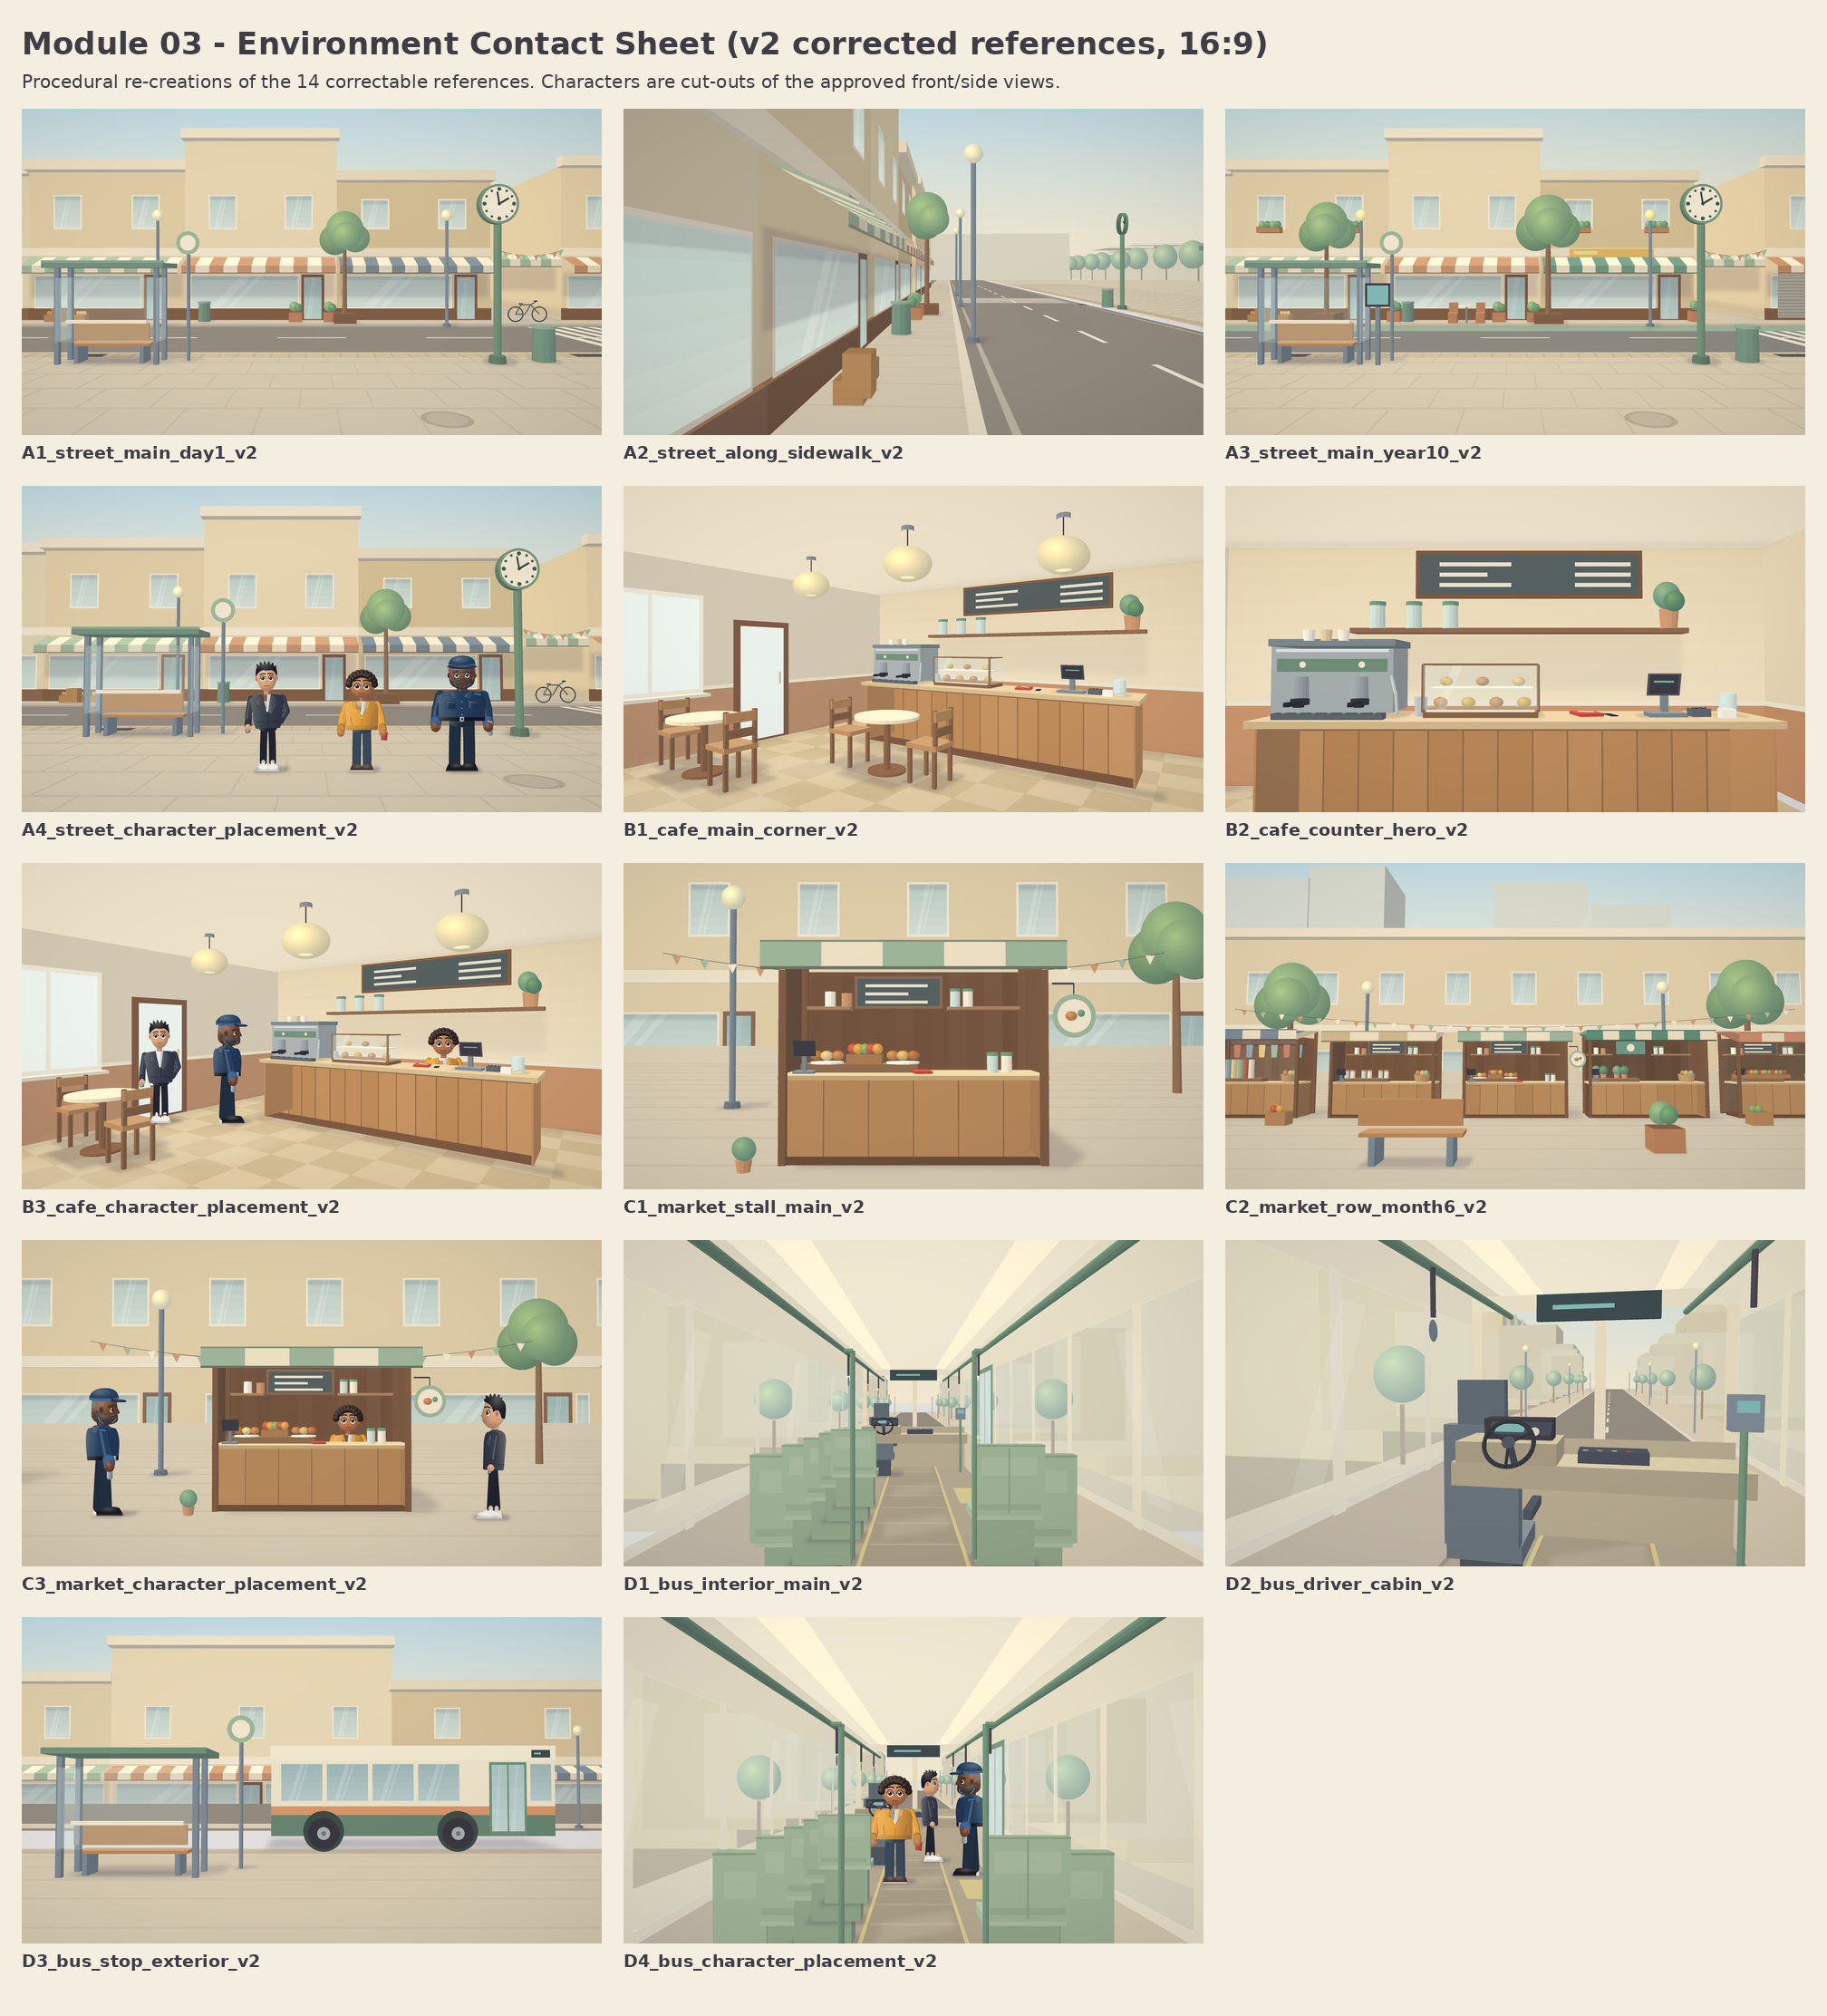 Module 03 - Environment Contact Sheet (v2 corrected references, 16:9)
Procedural re-creations of the 14 correctable references. Characters are cut-outs of the approved front/side views.
A1_street_main_day1_v2
A2_street_along_sidewalk_v2
A3_street_main_year10_v2
A4_street_character_placement_v2
B1_cafe_main_corner_v2
B2_cafe_counter_hero_v2
B3_cafe_character_placement_v2
C1_market_stall_main_v2
C2_market_row_month6_v2
C3_market_character_placement_v2
D1_bus_interior_main_v2
D2_bus_driver_cabin_v2
D3_bus_stop_exterior_v2
D4_bus_character_placement_v2